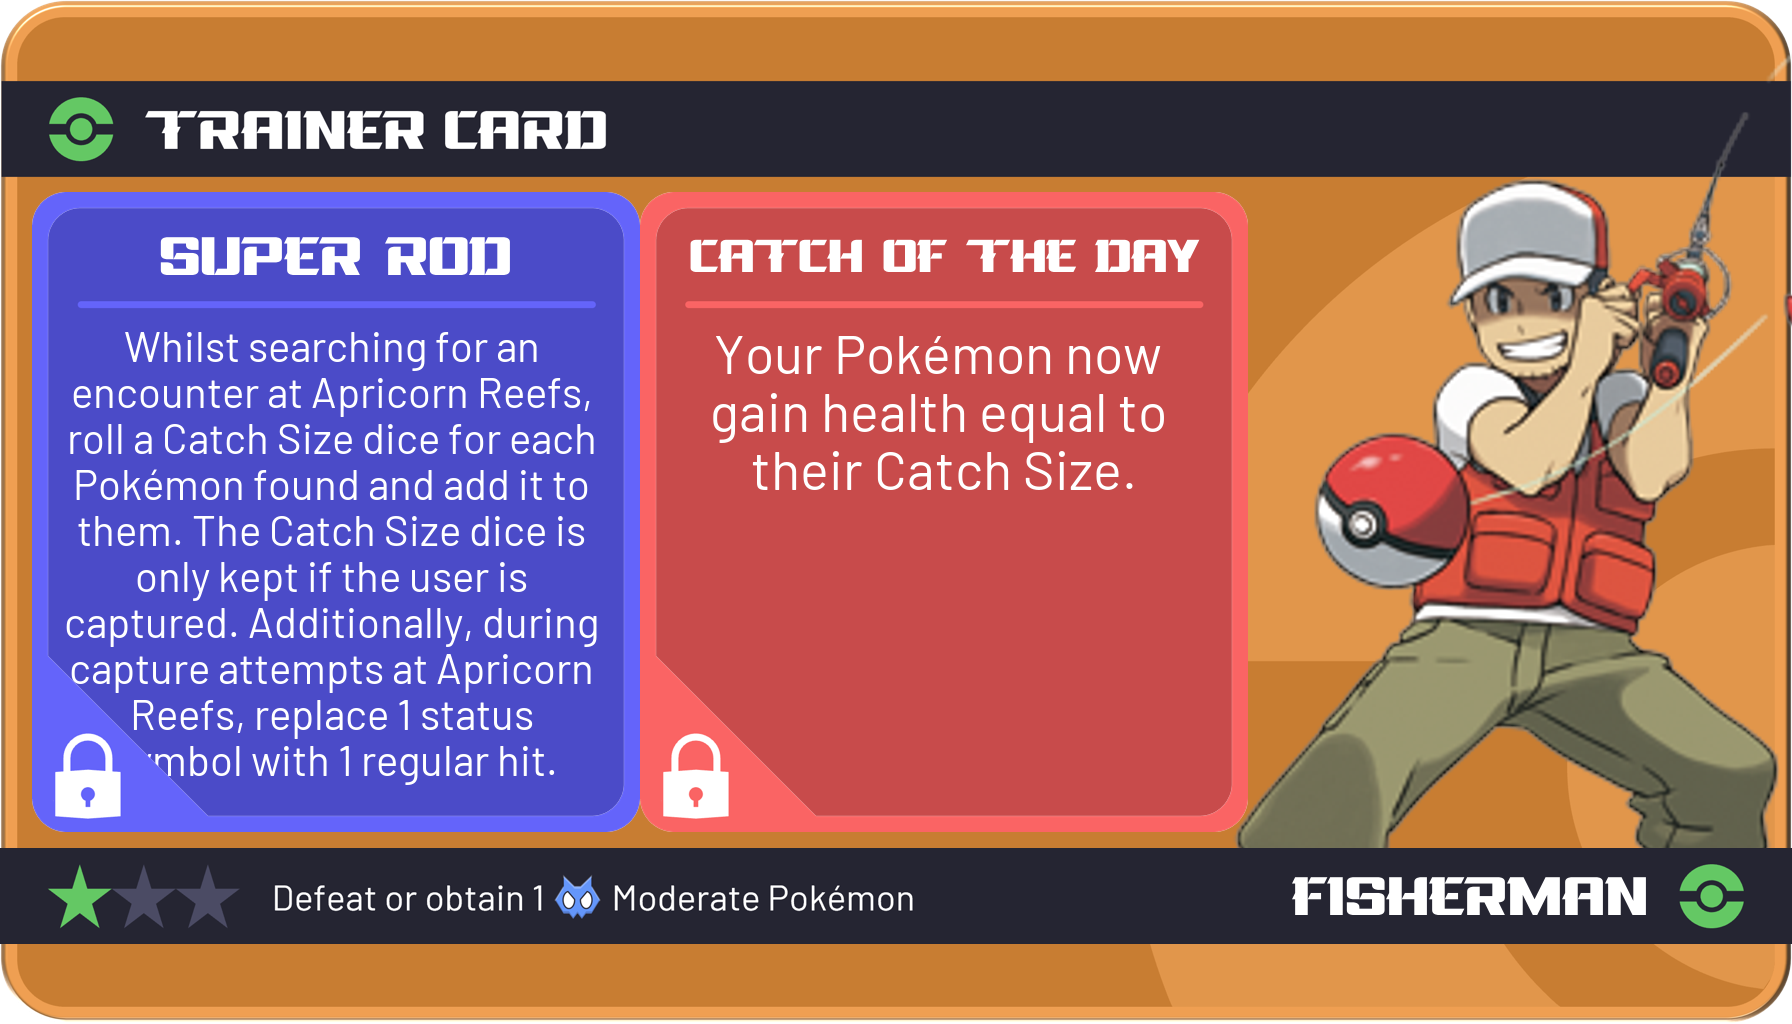 TRAINER CARD
SUPER ROD
Whilst searching for an
encounter at Apricorn Reefs,
roll a Catch Size dice for each
Pokémon found and add it to
them. The Catch Size dice is
only kept if the user is
captured. Additionally, during
capture attempts at Apricorn
Reefs, replace 1 status
mbol with 1 regular hit.
CATCH OF THE DAY
Your Pokémon now
gain health equal to
their Catch Size.
Defeat or obtain 1 Moderate Pokémon
FISHERMAN